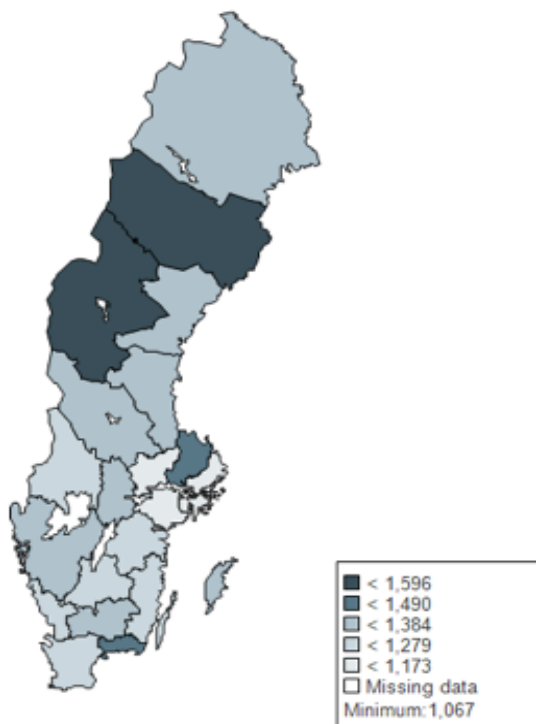 < 1,596
< 1,490
< 1,384
< 1,279
< 1,173
Missing data
Minimum:1,067